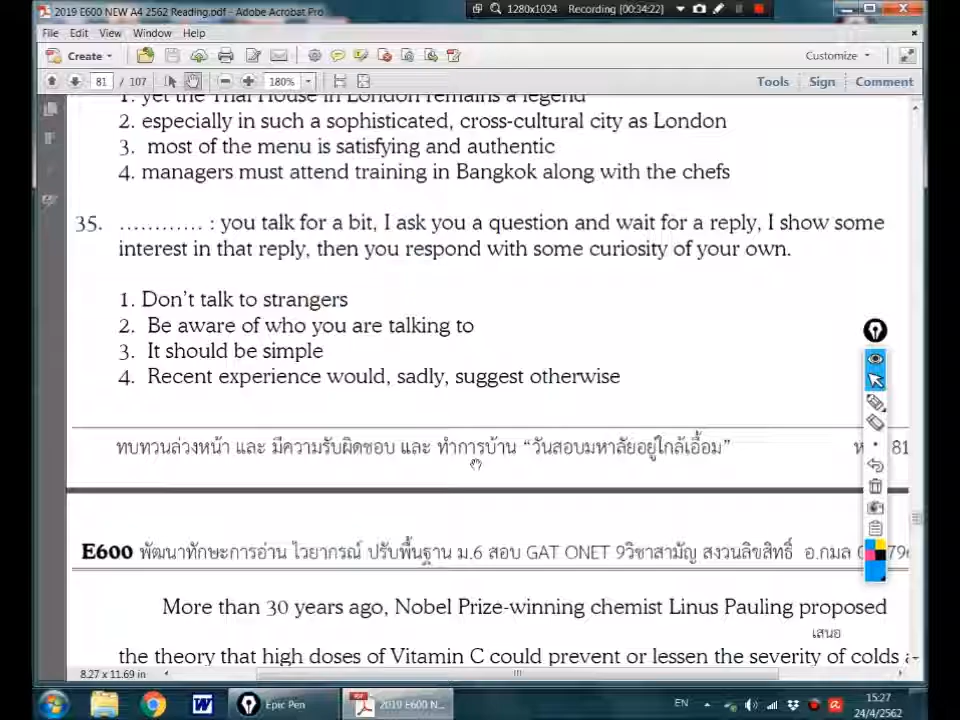 2019 E600 NEW A4 2562 Reading.pdf - Adobe Acrobat Pro
1280x1024 Recording [00:34:22]
File Edit View Window Help
Create
Customize
81 / 107 180% Tools Sign Comment
1. yet the Thai House in London remains a legend
2. especially in such a sophisticated, cross-cultural city as London
3. most of the menu is satisfying and authentic
4. managers must attend training in Bangkok along with the chefs
35. ………… : you talk for a bit, I ask you a question and wait for a reply, I show some
interest in that reply, then you respond with some curiosity of your own.
1. Don't talk to strangers
2. Be aware of who you are talking to
3. It should be simple
4. Recent experience would, sadly, suggest otherwise
ทบทวนล่วงหน้า และ มีความรับผิดชอบ และ ทำการบ้าน “วันสอบมหาลัยอยู่ใกล้เอื้อม” ห 81
E600 พัฒนาทักษะการอ่าน ไวยากรณ์ ปรับพื้นฐาน ม.6 สอบ GAT ONET 9วิชาสามัญ สงวนลิขสิทธิ์ อ.กมล
More than 30 years ago, Nobel Prize-winning chemist Linus Pauling proposed
เสนอ
the theory that high doses of Vitamin C could prevent or lessen the severity of colds a
8.27 x 11.69 in
Epic Pen 2019 E600 N... EN 15:27
24/4/2562